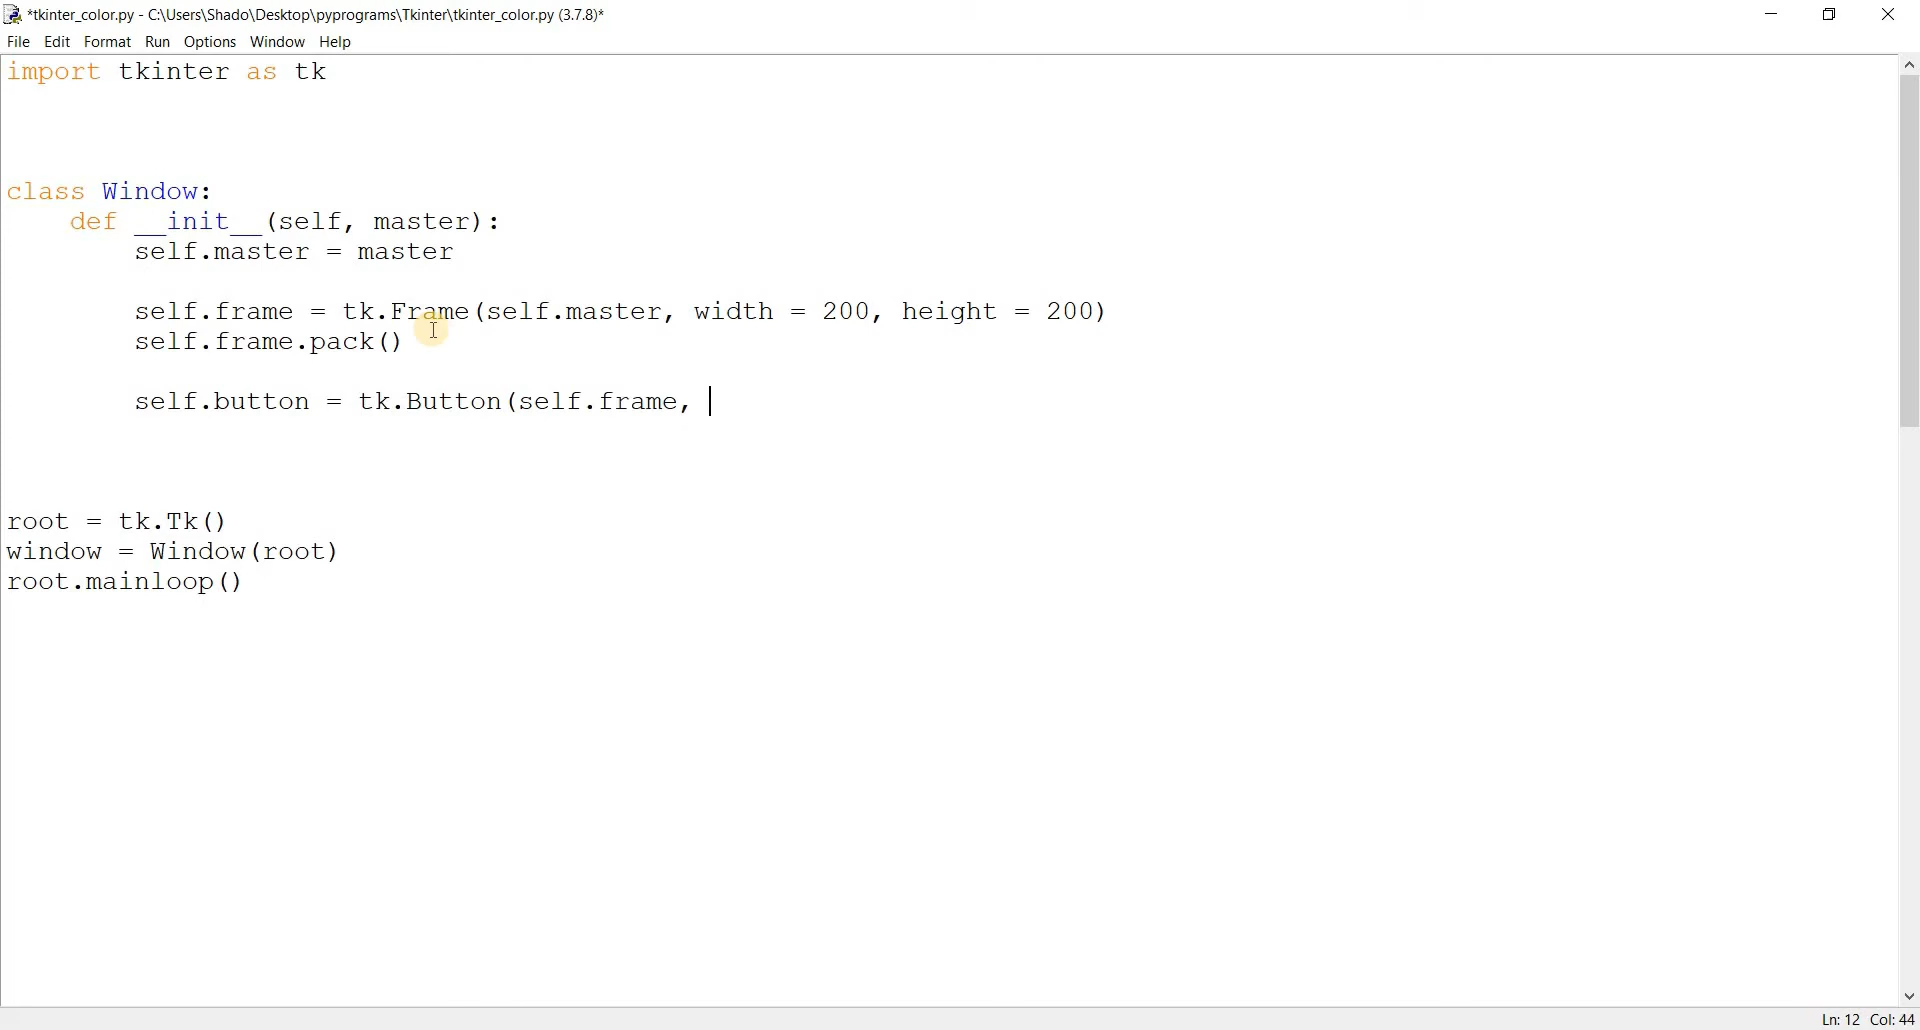 *tkinter_color.py - C:\Users\Shado\Desktop\pyprograms\Tkinter\tkinter_color.py (3.7.8)*
File Edit Format Run Options Window Help
import tkinter as tk
class Window:
    def __init__(self, master):
        self.master = master
        self.frame = tk.Frame(self.master, width = 200, height = 200)
        self.frame.pack()
        self.button = tk.Button(self.frame,
root = tk.Tk()
window = Window(root)
root.mainloop()
Ln: 12 Col: 44